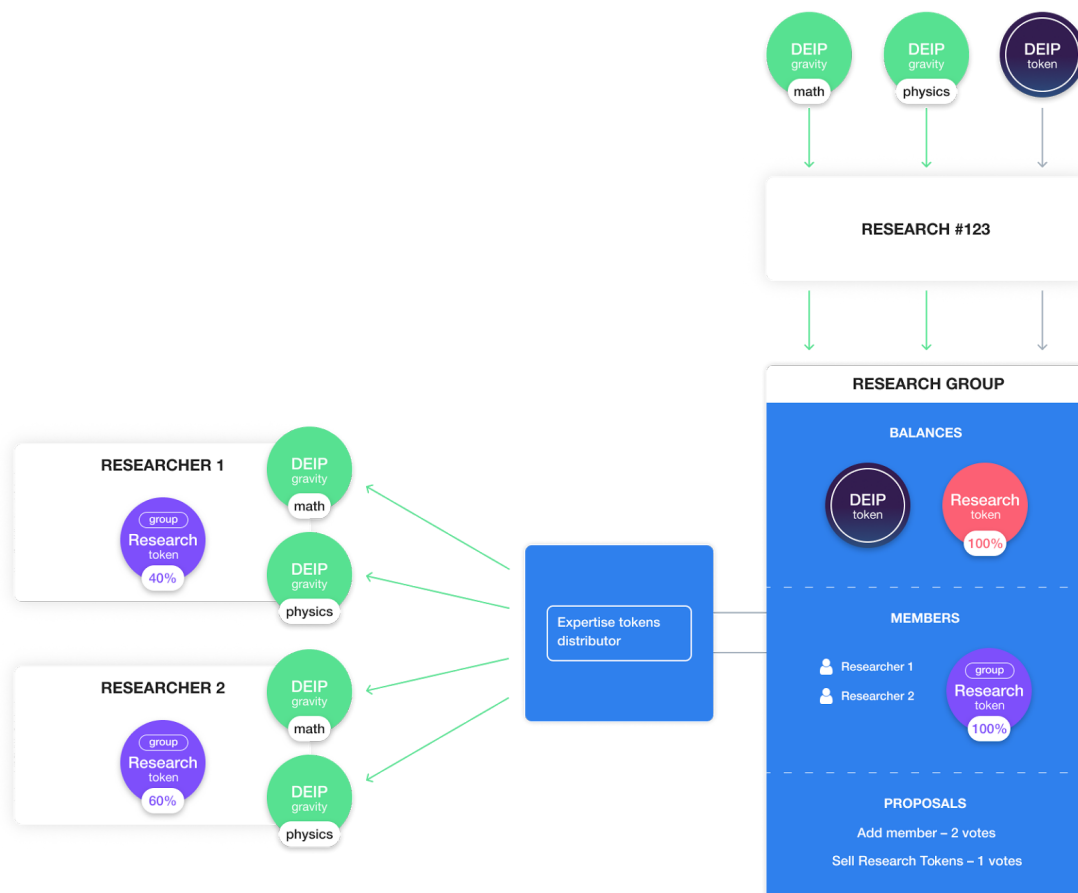 DEIP
gravity
math
DEIP
gravity
physics
DEIP
token
RESEARCH #123
RESEARCH GROUP
BALANCES
DEIP
token
Research
token
100%
MEMBERS
Researcher 1
Researcher 2
group
Research
token
100%
PROPOSALS
Add member – 2 votes
Sell Research Tokens – 1 votes
Expertise tokens
distributor
RESEARCHER 1
group
Research
token
40%
DEIP
gravity
math
DEIP
gravity
physics
RESEARCHER 2
group
Research
token
60%
DEIP
gravity
math
DEIP
gravity
physics